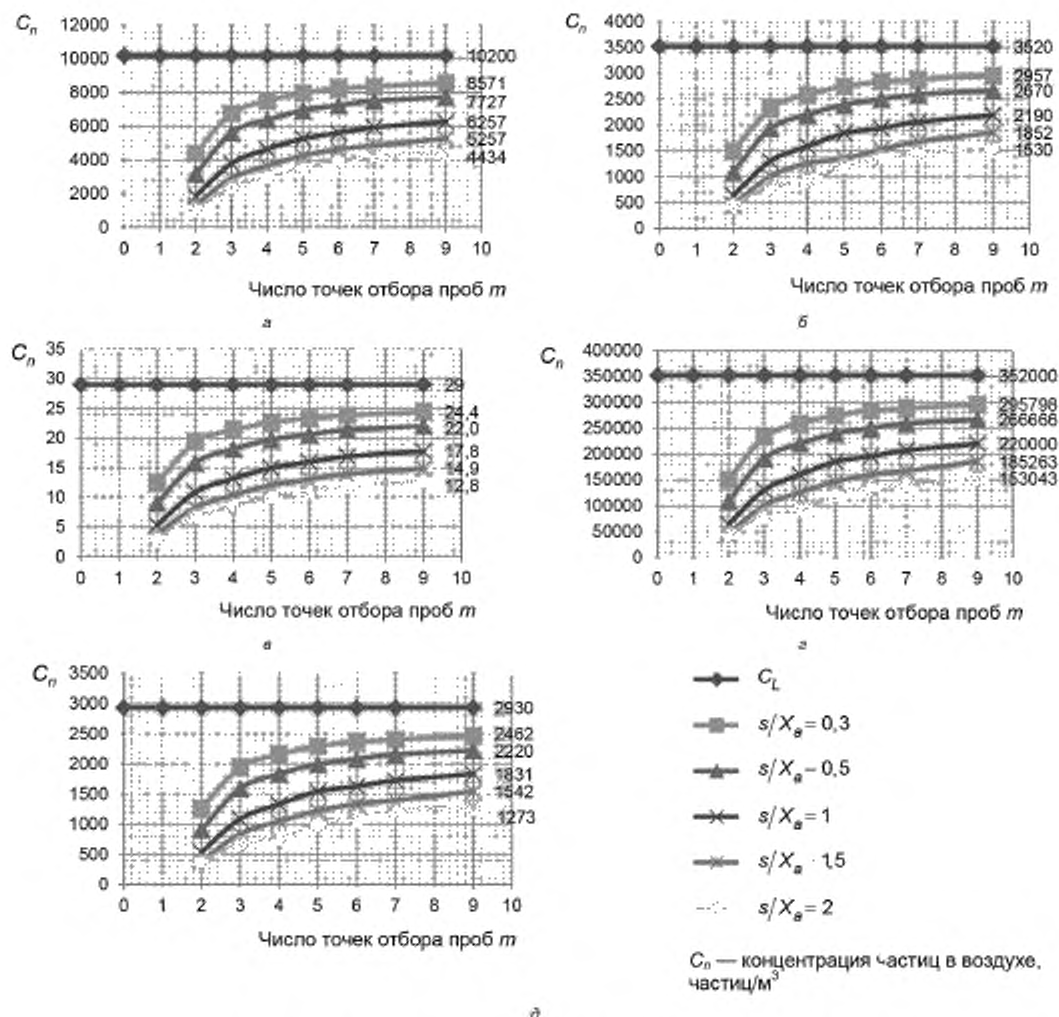 Cn
12000
10000
8000
6000
4000
2000
0
10200
8571
7727
6257
5257
4434
0 1 2 3 4 5 6 7 8 9 10
Число точек отбора проб m
а
Cn
4000
3500
3000
2500
2000
1500
1000
500
0
3520
2957
2670
2190
1852
1530
0 1 2 3 4 5 6 7 8 9 10
Число точек отбора проб m
б
Cn
35
30
25
20
15
10
5
0
29
24,4
22,0
17,8
14,9
12,8
0 1 2 3 4 5 6 7 8 9 10
Число точек отбора проб m
в
Cn
400000
350000
300000
250000
200000
150000
100000
50000
0
352000
295798
266666
220000
185263
153043
0 1 2 3 4 5 6 7 8 9 10
Число точек отбора проб m
г
Cn
3500
3000
2500
2000
1500
1000
500
0
2930
2462
2220
1831
1542
1273
0 1 2 3 4 5 6 7 8 9 10
Число точек отбора проб m
CL
s/Xa = 0,3
s/Xa – 0,5
s/Xa = 1
s/Xa · 1,5
s/Xa = 2
Cn — концентрация частиц в воздухе,
частиц/м³
д